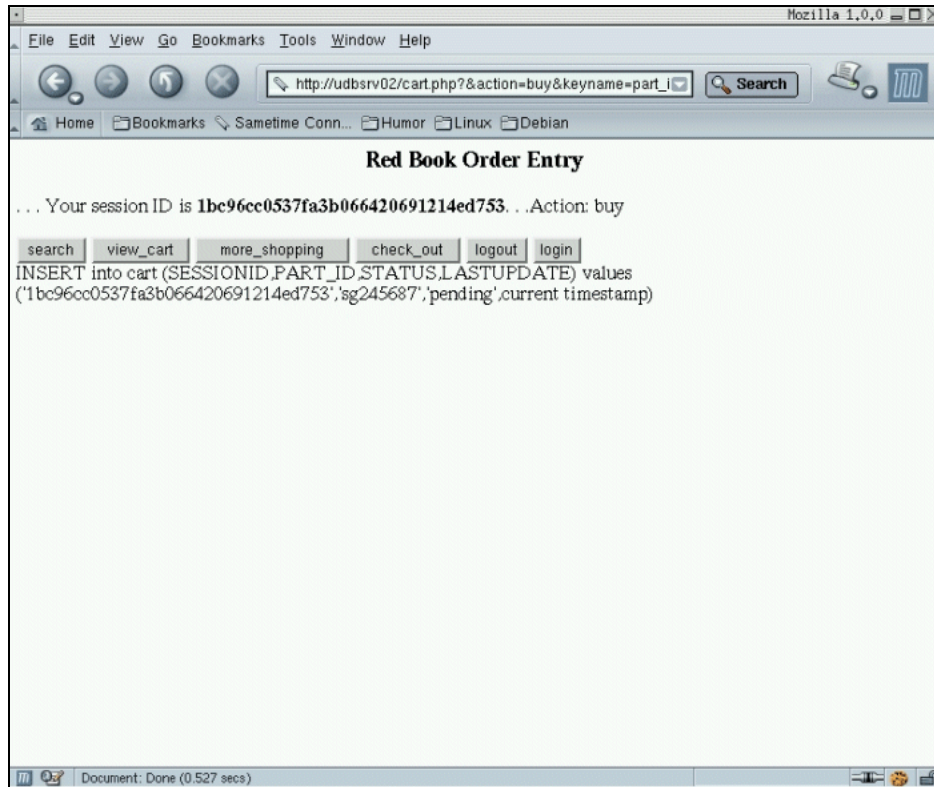 Mozilla 1.0.0
File Edit View Go Bookmarks Tools Window Help
http://udbsrv02/cart.php?&action=buy&keyname=part_i Search
Home Bookmarks Sametime Conn... Humor Linux Debian
Red Book Order Entry
. . . Your session ID is 1bc96cc0537fa3b066420691214ed753. . .Action: buy
search view_cart more_shopping check_out logout login
INSERT into cart (SESSIONID,PART_ID,STATUS,LASTUPDATE) values
('1bc96cc0537fa3b066420691214ed753','sg245687','pending',current timestamp)
Document: Done (0.527 secs)